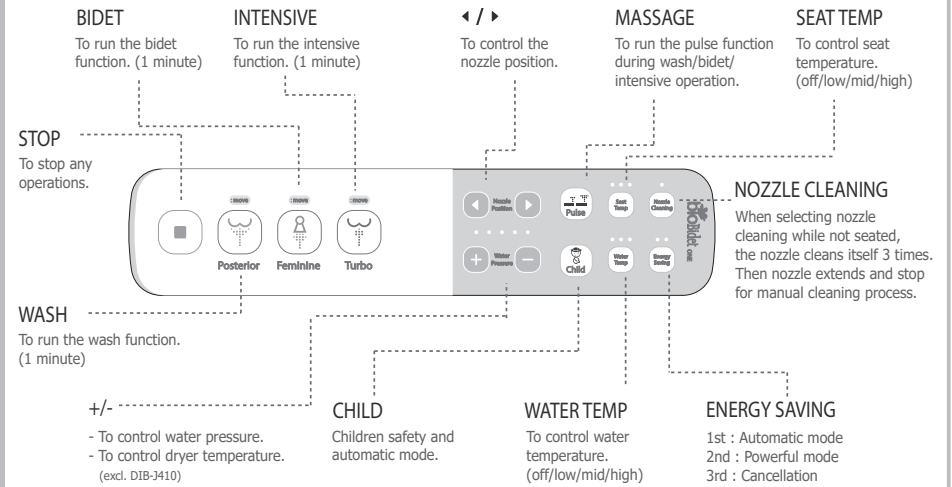 BIDET
To run the bidet
function. (1 minute)
INTENSIVE
To run the intensive
function. (1 minute)
◂ / ▸
To control the
nozzle position.
MASSAGE
To run the pulse function
during wash/bidet/
intensive operation.
SEAT TEMP
To control seat
temperature.
(off/low/mid/high)
STOP
To stop any
operations.
: move
: move
: move
Posterior
Feminine
Turbo
Nozzle
Position
Pulse
Seat
Temp
Nozzle
Cleaning
Water
Pressure
Child
Water
Temp
Energy
Saving
BioBidet ONE
NOZZLE CLEANING
When selecting nozzle
cleaning while not seated,
the nozzle cleans itself 3 times.
Then nozzle extends and stop
for manual cleaning process.
WASH
To run the wash function.
(1 minute)
+/-
- To control water pressure.
- To control dryer temperature.
(excl. DIB-J410)
CHILD
Children safety and
automatic mode.
WATER TEMP
To control water
temperature.
(off/low/mid/high)
ENERGY SAVING
1st : Automatic mode
2nd : Powerful mode
3rd : Cancellation